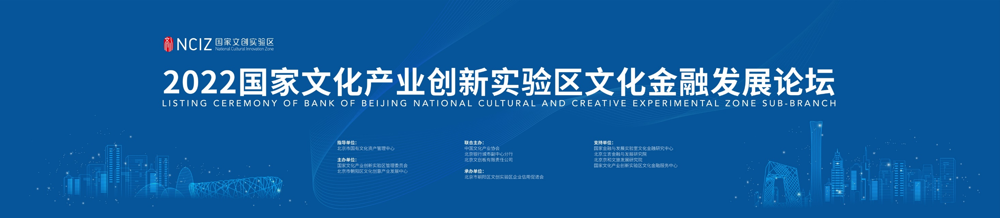 NCIZ 国家文创实验区
National Cultural Innovation Zone
2022国家文化产业创新实验区文化金融发展论坛
LISTING CEREMONY OF BANK OF BEIJING NATIONAL CULTURAL AND CREATIVE EXPERIMENTAL ZONE SUB-BRANCH
指导单位：
北京市国有文化资产管理中心
主办单位：
国家文化产业创新实验区管理委员会
北京市朝阳区文化创意产业发展中心
联合主办：
中国文化产业协会
北京银行城市副中心分行
北京文创板有限责任公司
承办单位：
北京市朝阳区文创实验区企业信用促进会
支持单位：
国家金融与发展实验室文化金融研究中心
北京立言金融与发展研究院
北京京和文旅发展研究院
国家文化产业创新实验区文化金融服务中心